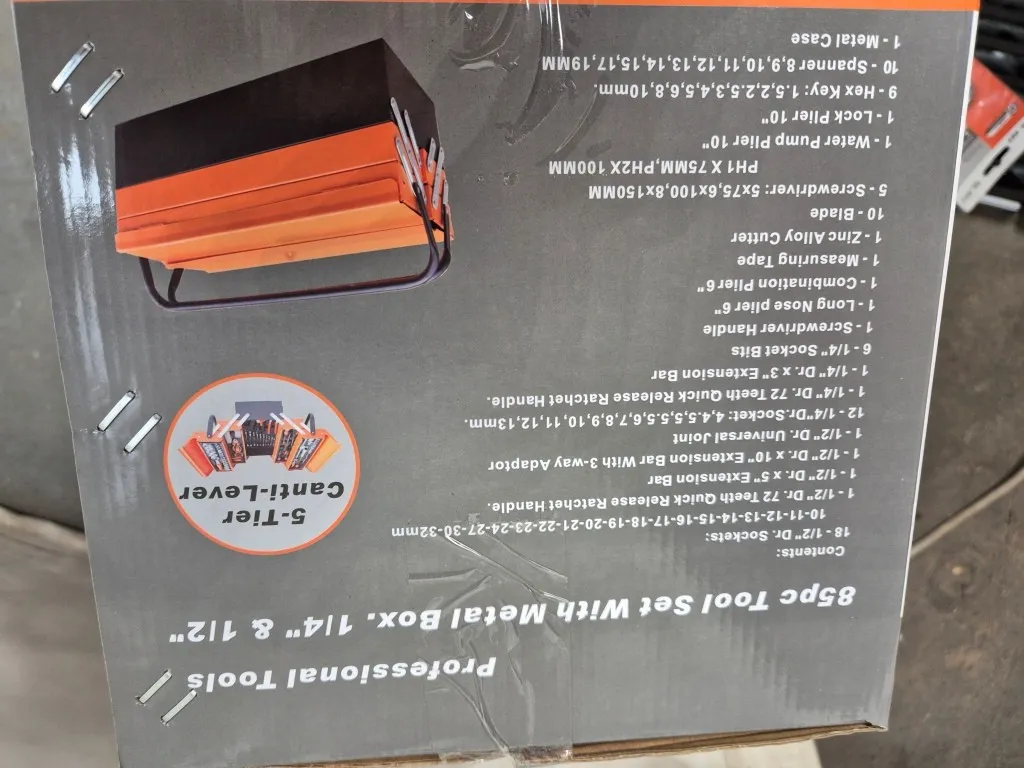 Professional Tools
85pc Tool Set With Metal Box. 1/4" & 1/2"
Contents:
18- 1/2" Dr. Sockets:
10-11-12-13-14-15-16-17-18-19-20-21-22-23-24-27-30-32mm
1 - 1/2" Dr 72 Teeth Quick Release Ratchet Handle.
1 - 1/2" Dr. x 5" Extension Bar
1 - 1/2" Dr. x 10" Extension Bar With 3-way Adaptor
1 - 1/2" Dr. Universal Joint
12- 1/4"Dr.Socket: 4,4.5,5,5.5,6,7,8,9,10,11,12,13mm.
1 - 1/4" Dr. 72 Teeth Quick Release Ratchet Handle.
1 - 1/4" Dr. x 3" Extension Bar
6 - 1/4" Socket Bits
1 - Screwdriver Handle
1 - Long Nose plier 6"
1 - Combination Plier6"
1 - Measuring Tape
1 - Zinc Alloy Cutter
10 - Blade
5 - Screwdriver: 5x75,6x100,8x150MM
PH1 X 75MM,PH2X 100MM
1 - Water Pump Plier 10"
1 - Lock Plier 10"
9 - Hex Key: 1.5,2,2.5,3,4,5,6,8,10mm.
10 - Spanner 8,9,10,11,12,13,14,15,17,19MM
1 - Metal Case
5-Tier
Canti-Lever